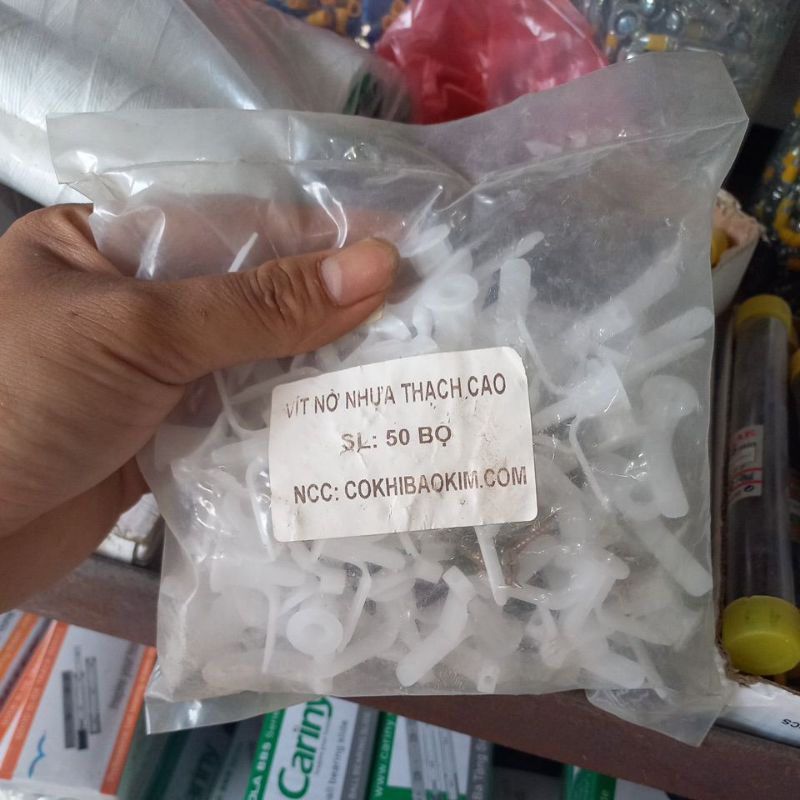 VÍT NỞ NHỰA THẠCH CAO
SL: 50 BỘ
NCC: COKHIBAOKIM.COM
Cariny